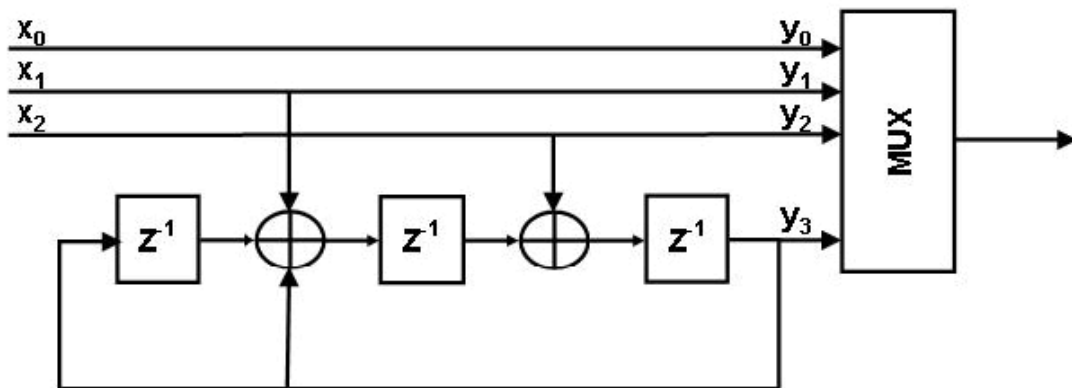 x₀ y₀
x₁ y₁
x₂ y₂
MUX
z⁻¹ z⁻¹ z⁻¹ y₃